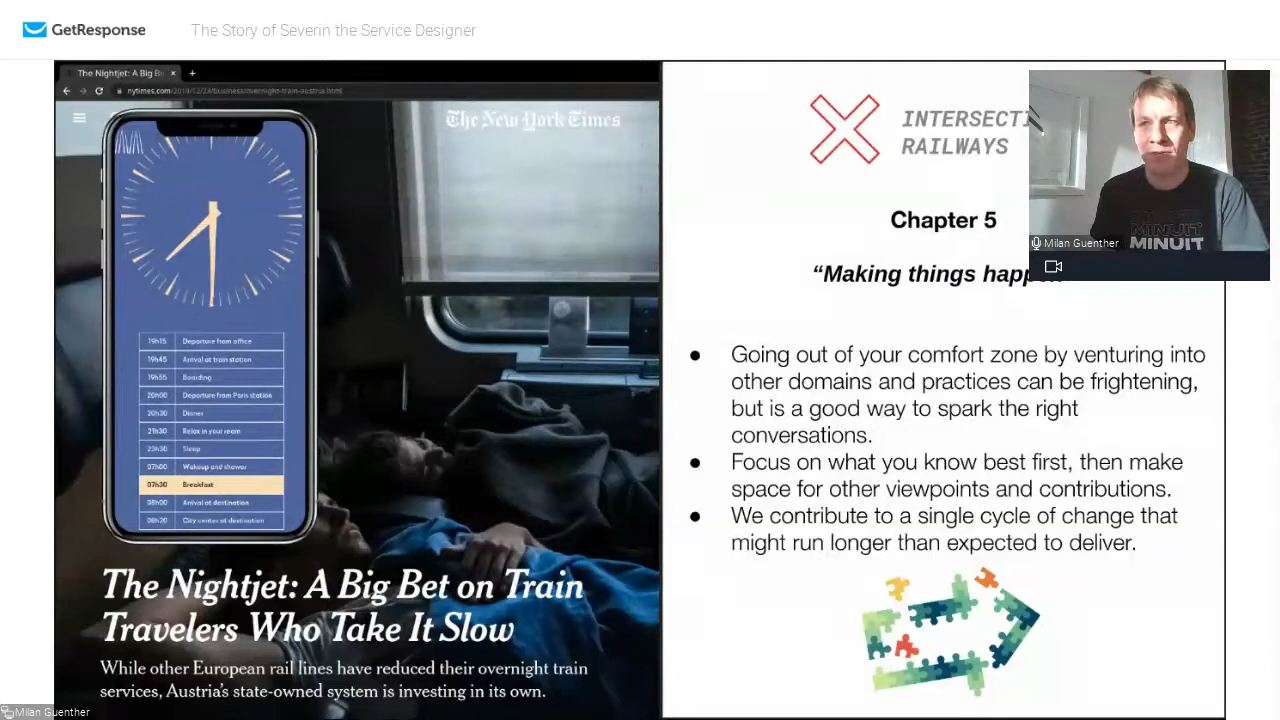 GetResponse
The Story of Severin the Service Designer
The Nightjet: A Big Be
nytimes.com/2019/12/23/business/overnight-train-austria.html
The New York Times
19h15 Departure from office
19h45 Arrival at train station
19h55 Boarding
20h00 Departure from Paris station
20h30 Dinner
21h30 Relax in your room
Sleep
07h00 Wakeup and shower
07h30 Breakfast
08h00 Arrival at destination
08h20 City center at destination
The Nightjet: A Big Bet on Train
Travelers Who Take It Slow
While other European rail lines have reduced their overnight train
services, Austria's state-owned system is investing in its own.
INTERSECTI
RAILWAYS
Chapter 5
“Making things happ
● Going out of your comfort zone by venturing into
other domains and practices can be frightening,
but is a good way to spark the right
conversations.
● Focus on what you know best first, then make
space for other viewpoints and contributions.
● We contribute to a single cycle of change that
might run longer than expected to deliver.
MINUIT
MINUIT
Milan Guenther
Milan Guenther